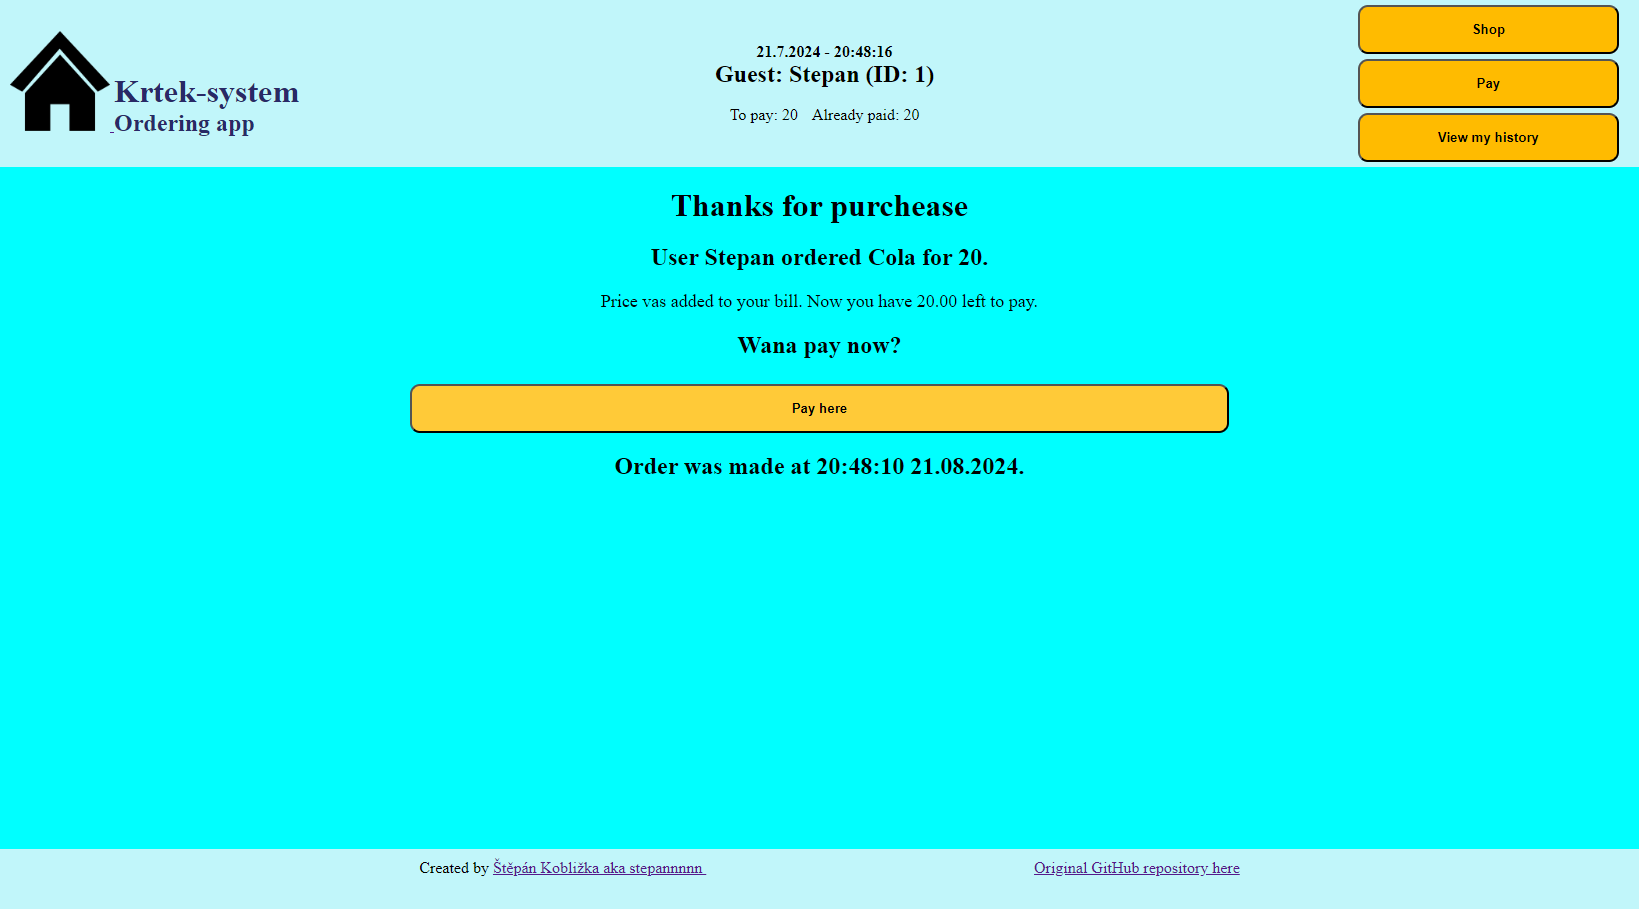 Krtek-system
Ordering app
21.7.2024 - 20:48:16
Guest: Stepan (ID: 1)
To pay: 20 Already paid: 20
Shop
Pay
View my history
Thanks for purchease
User Stepan ordered Cola for 20.
Price vas added to your bill. Now you have 20.00 left to pay.
Wana pay now?
Pay here
Order was made at 20:48:10 21.08.2024.
Created by Štěpán Kobližka aka stepannnnn
Original GitHub repository here